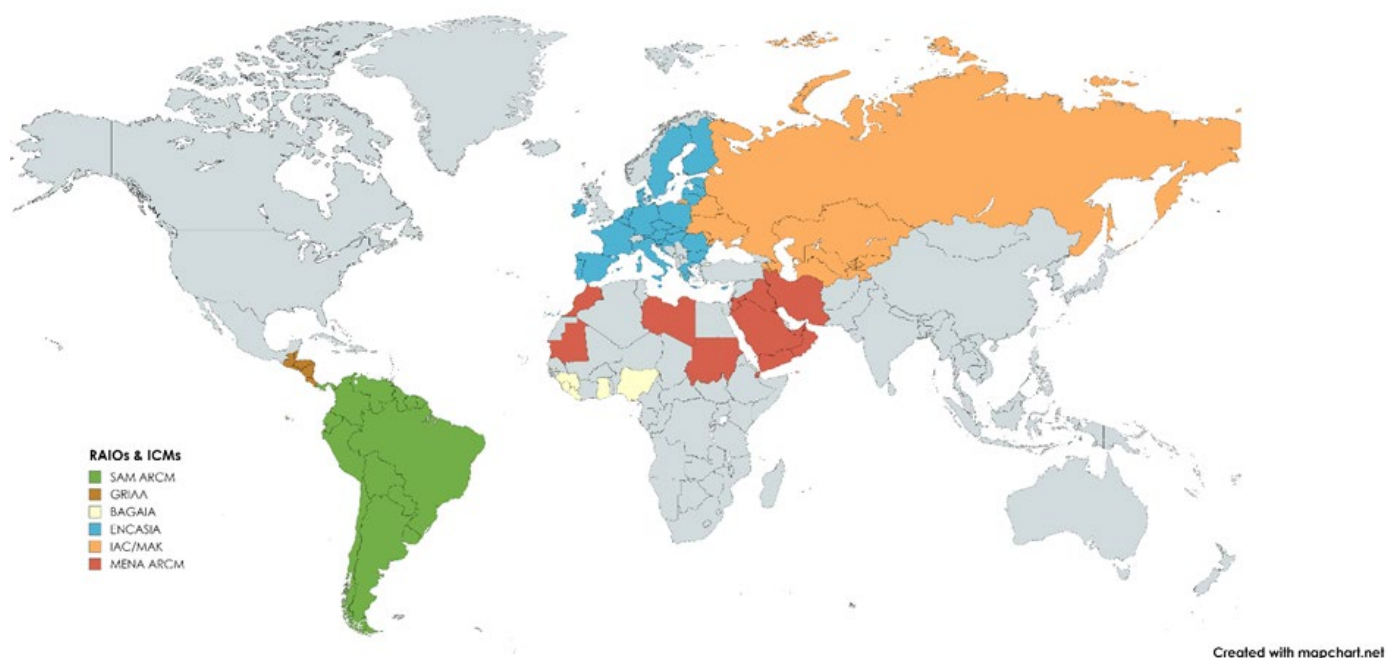 RAIOs & ICMs
SAM ARCM
GRIAA
BAGAIA
ENCASIA
IAC/MAK
MENA ARCM
Created with mapchart.net